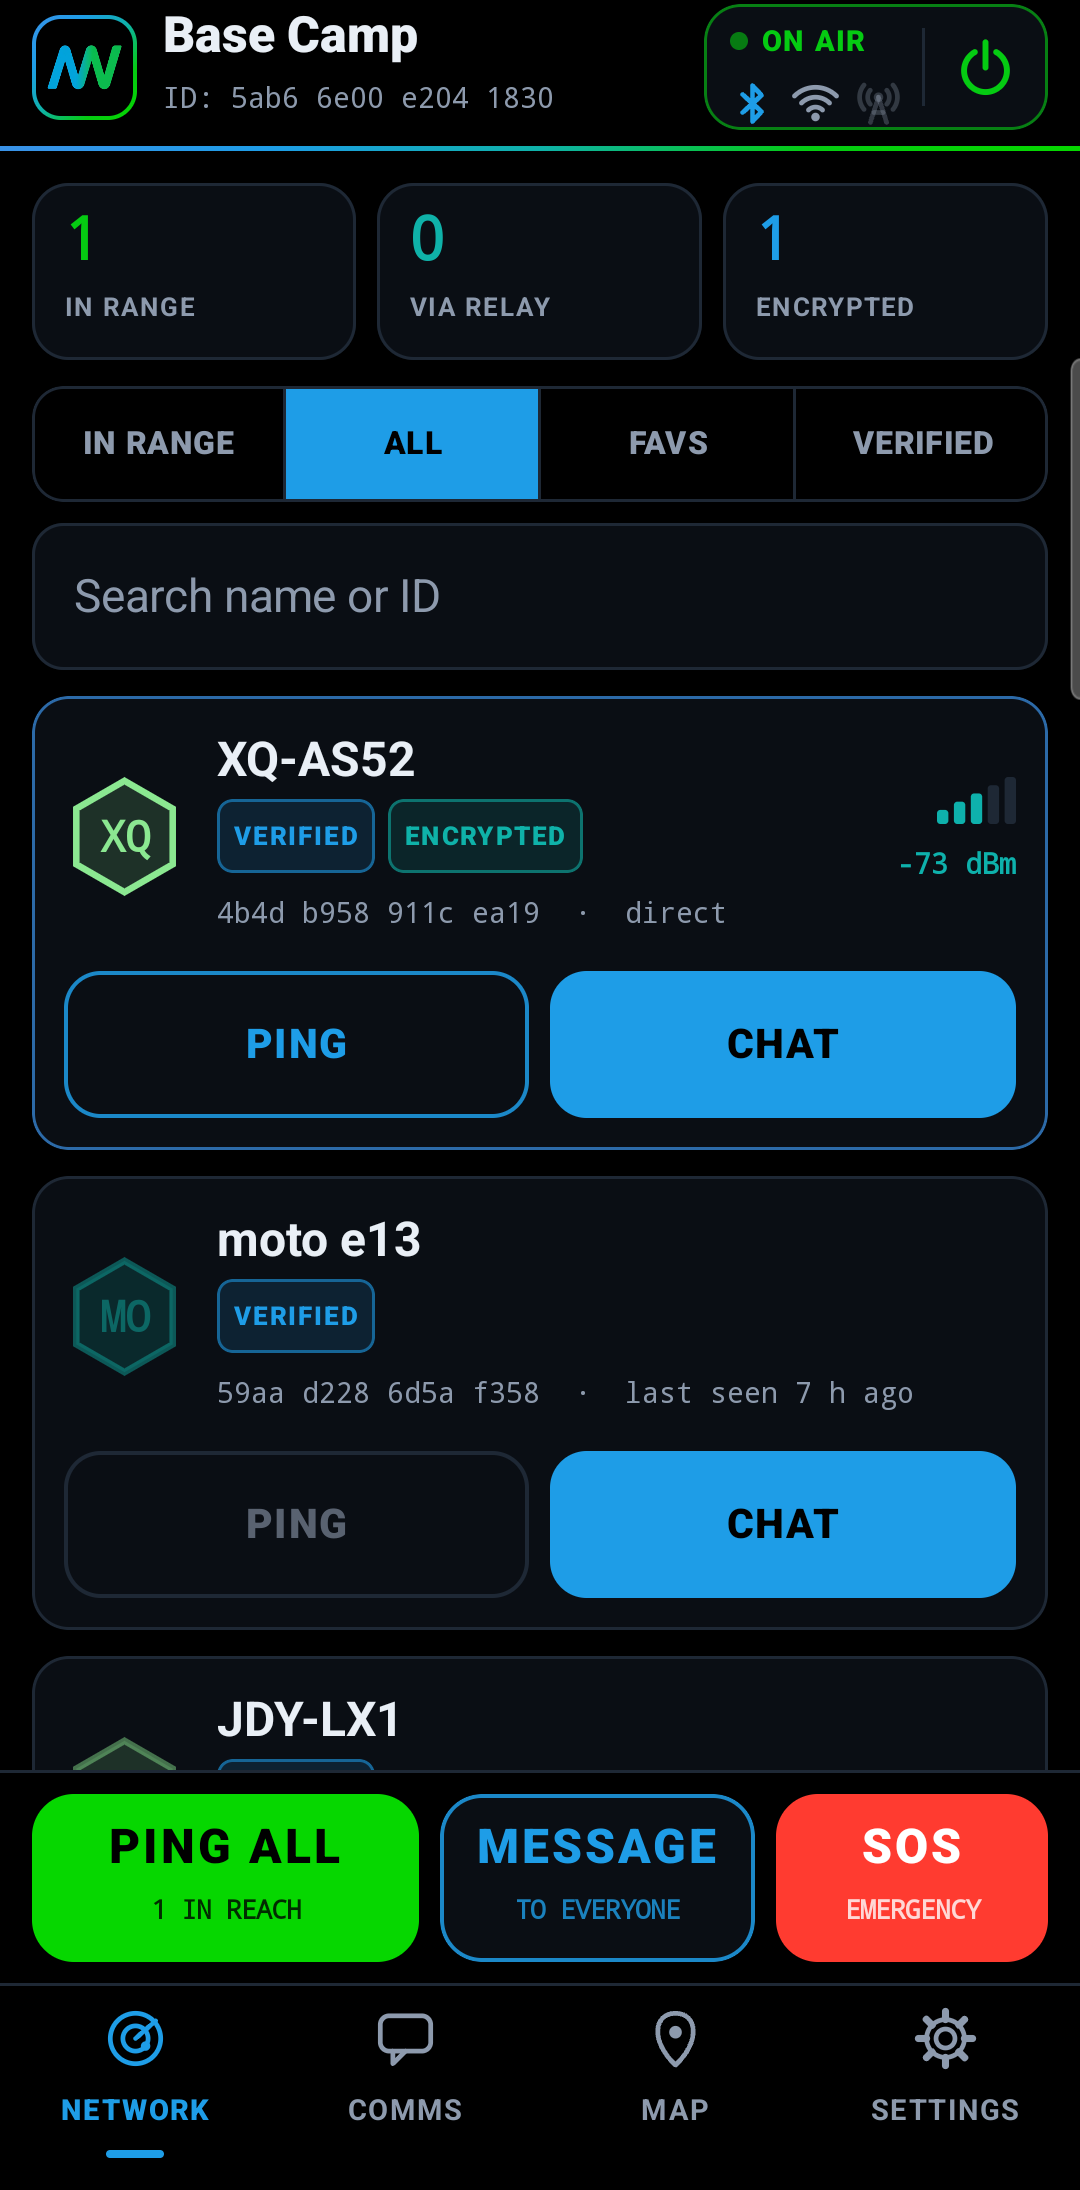 Base Camp
ID: 5ab6 6e00 e204 1830
ON AIR
1
IN RANGE
0
VIA RELAY
1
ENCRYPTED
IN RANGE
ALL
FAVS
VERIFIED
Search name or ID
XQ
XQ-AS52
VERIFIED
ENCRYPTED
-73 dBm
4b4d b958 911c ea19 · direct
PING
CHAT
MO
moto e13
VERIFIED
59aa d228 6d5a f358 · last seen 7 h ago
PING
CHAT
JDY-LX1
PING ALL
1 IN REACH
MESSAGE
TO EVERYONE
SOS
EMERGENCY
NETWORK
COMMS
MAP
SETTINGS